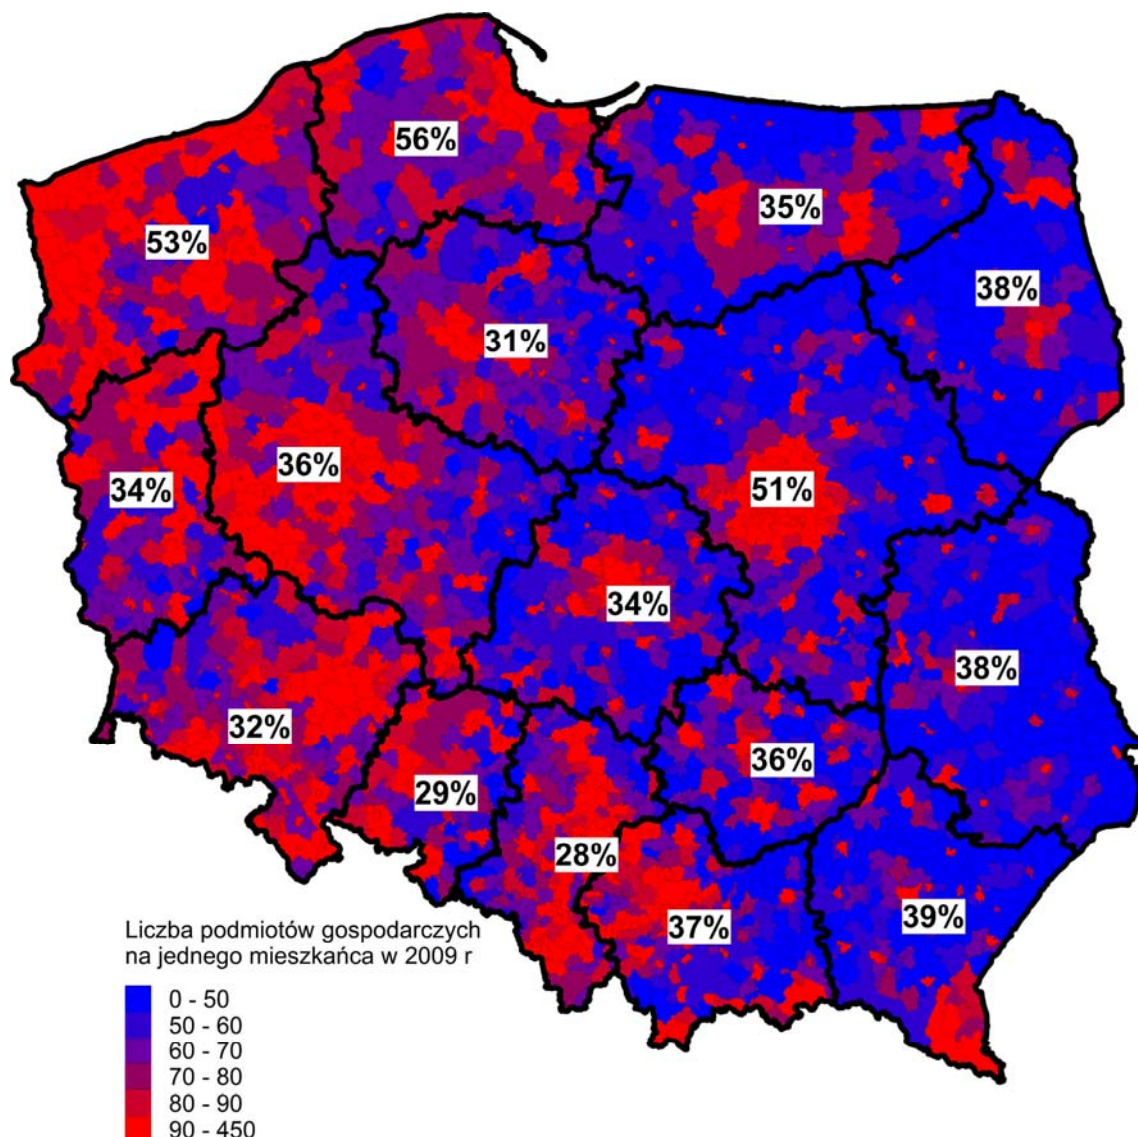 56%
35%
53%
38%
31%
36%
34%
51%
34%
38%
32%
36%
29%
28%
37%
39%
Liczba podmiotów gospodarczych
na jednego mieszkańca w 2009 r
0 - 50
50 - 60
60 - 70
70 - 80
80 - 90
90 - 450